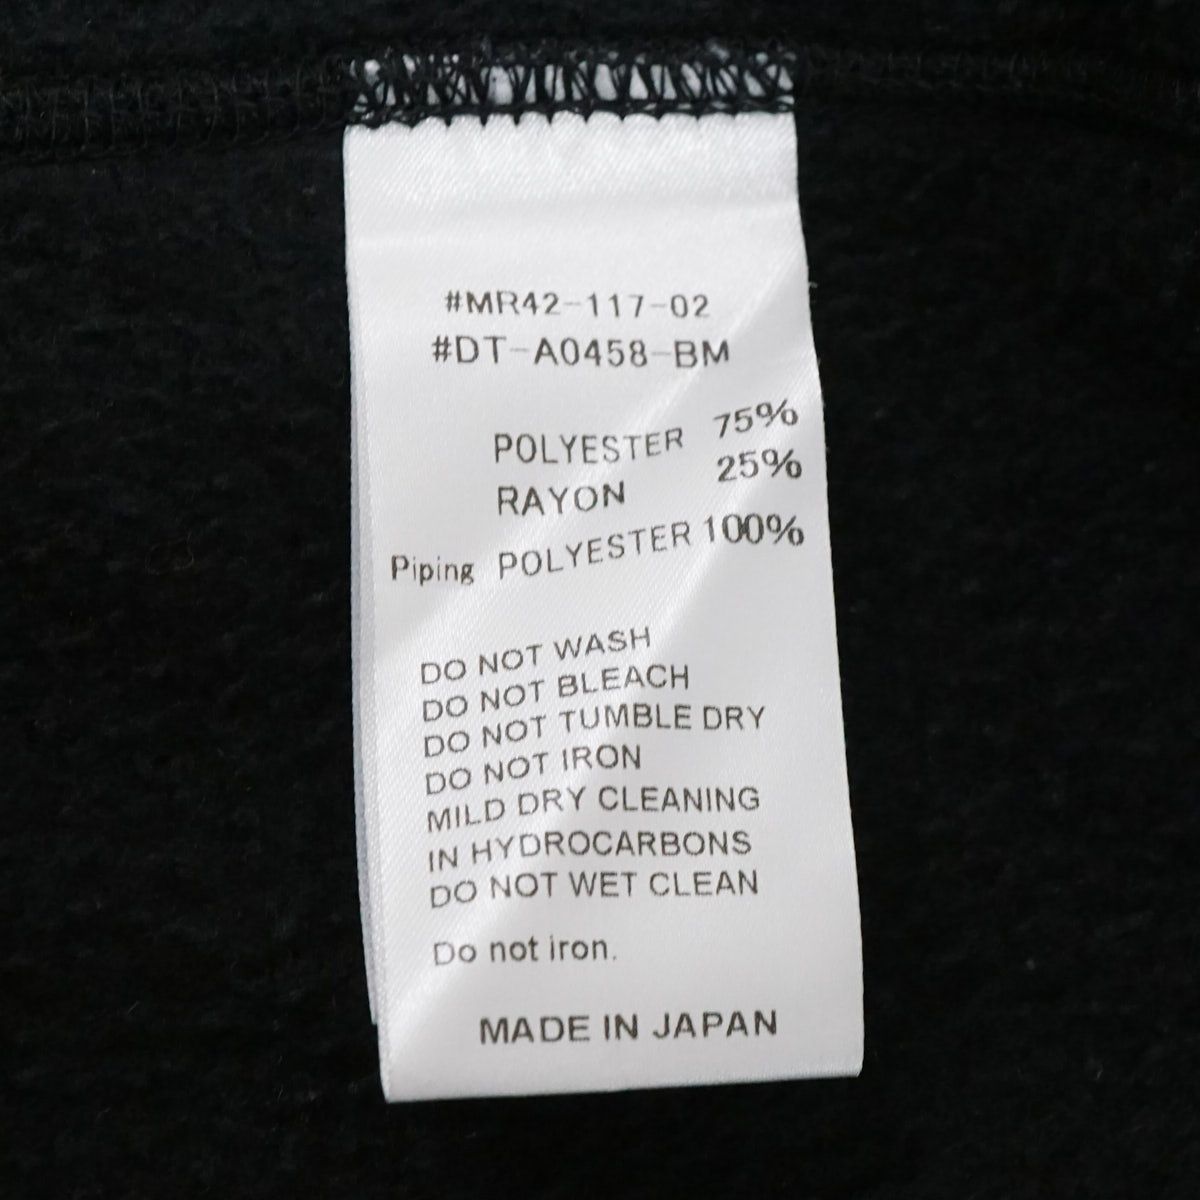 #MR42-117-02
#DT-A0458-BM
POLYESTER 75%
RAYON 25%
Piping POLYESTER 100%
DO NOT WASH
DO NOT BLEACH
DO NOT TUMBLE DRY
DO NOT IRON
MILD DRY CLEANING
IN HYDROCARBONS
DO NOT WET CLEAN
Do not iron.
MADE IN JAPAN